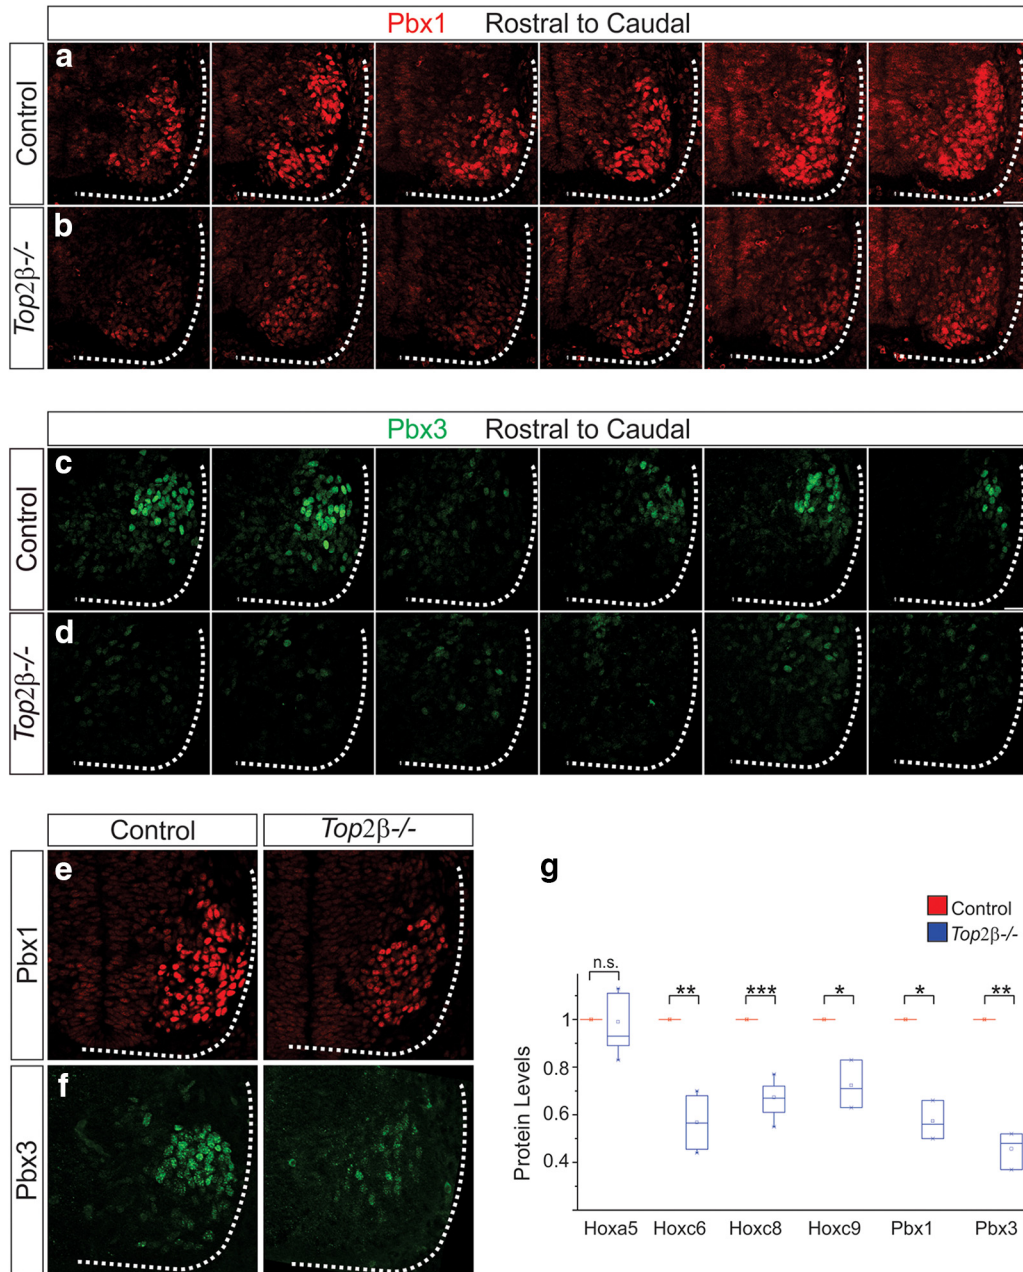 Pbx1 Rostral to Caudal
a
Control
b
Top2β-/-
Pbx3 Rostral to Caudal
c
Control
d
Top2β-/-
Control Top2β-/-
e
Pbx1
f
Pbx3
g
Control
Top2β-/-
n.s. ** *** * * **
1
0.8
0.6
0.4
Protein Levels
Hoxa5 Hoxc6 Hoxc8 Hoxc9 Pbx1 Pbx3